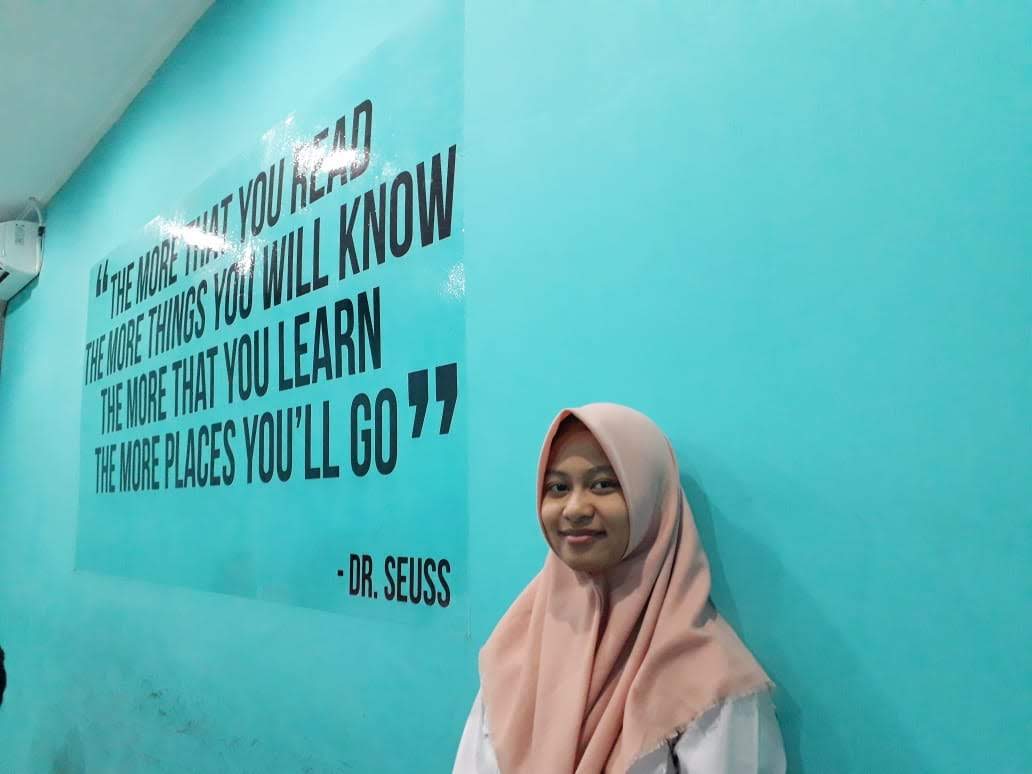 “THE MORE THAT YOU READ
THE MORE THINGS YOU WILL KNOW
THE MORE THAT YOU LEARN
THE MORE PLACES YOU’LL GO”
- DR. SEUSS